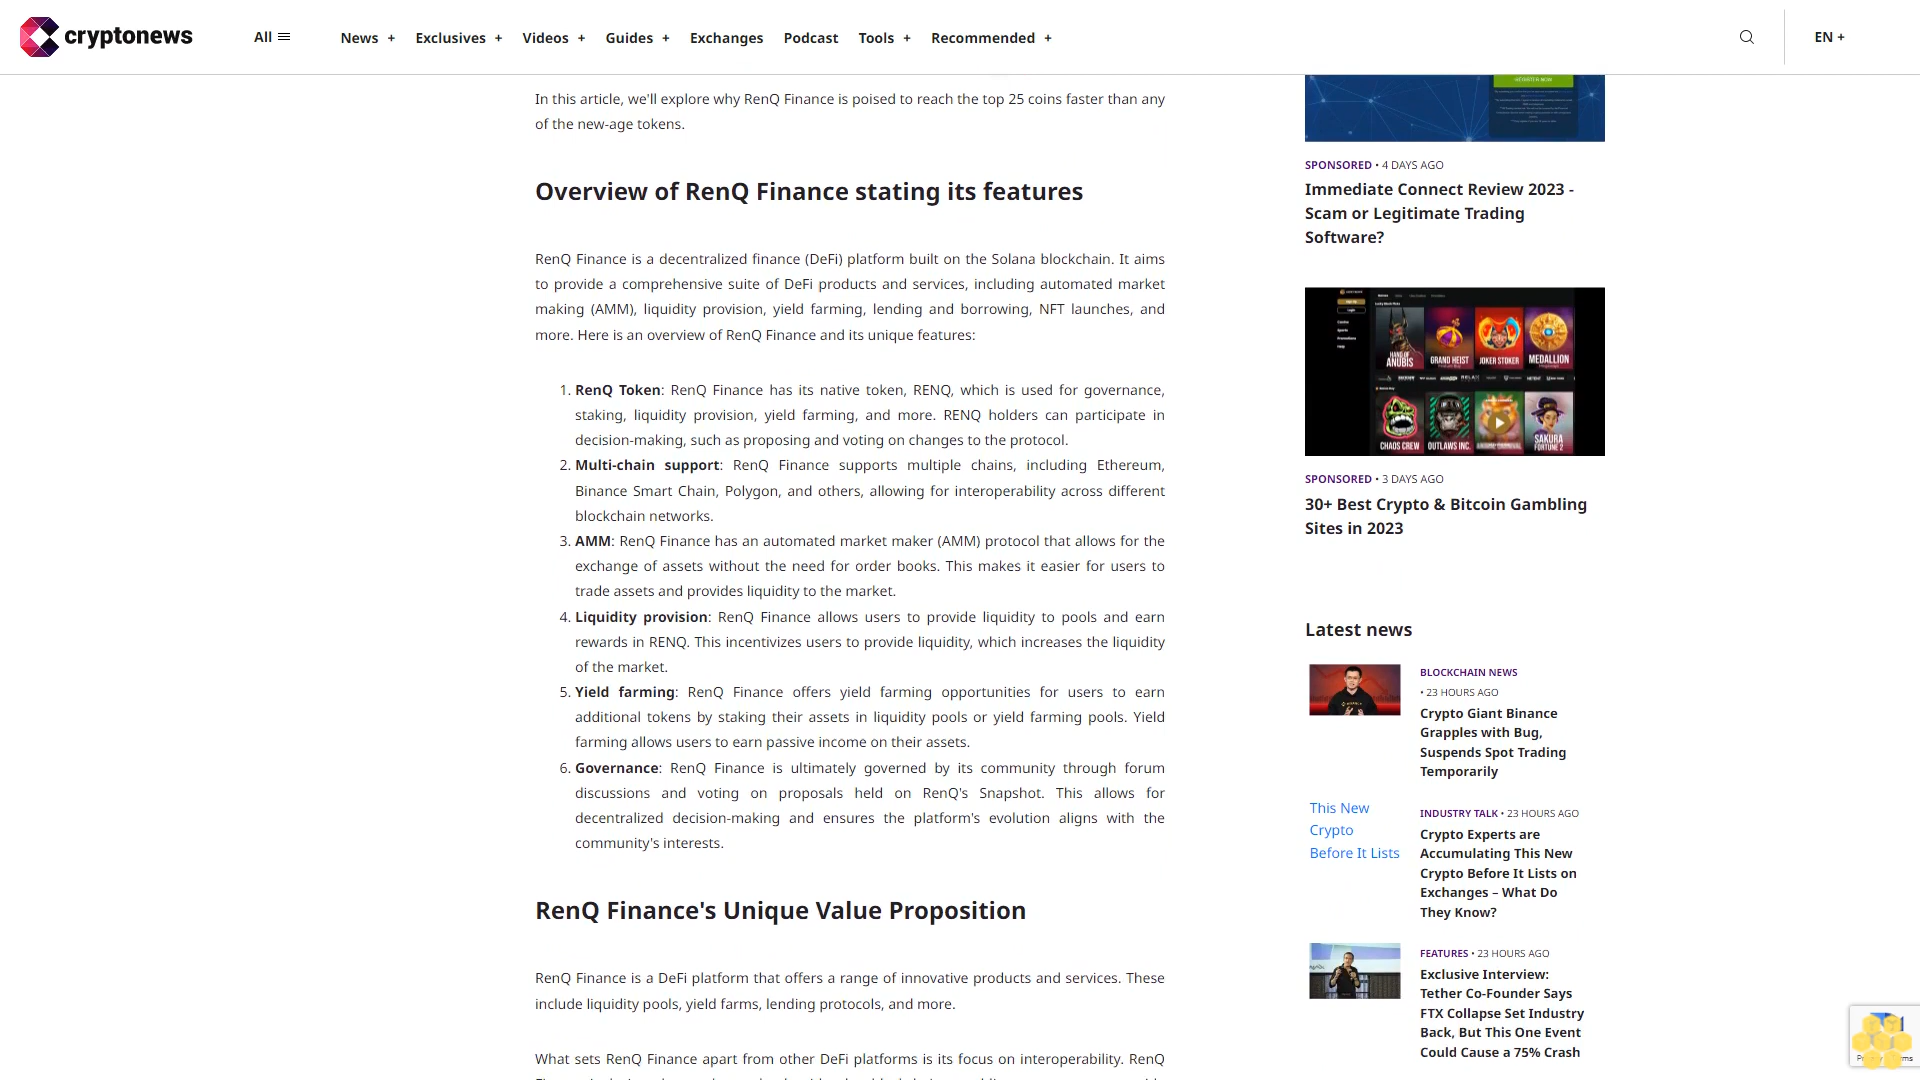 cryptonews
All
News +
Exclusives +
Videos +
Guides +
Exchanges
Podcast
Tools +
Recommended +
EN +
In this article, we'll explore why RenQ Finance is poised to reach the top 25 coins faster than any
of the new-age tokens.
Overview of RenQ Finance stating its features
RenQ Finance is a decentralized finance (DeFi) platform built on the Solana blockchain. It aims
to provide a comprehensive suite of DeFi products and services, including automated market
making (AMM), liquidity provision, yield farming, lending and borrowing, NFT launches, and
more. Here is an overview of RenQ Finance and its unique features:
1. RenQ Token: RenQ Finance has its native token, RENQ, which is used for governance,
staking, liquidity provision, yield farming, and more. RENQ holders can participate in
decision-making, such as proposing and voting on changes to the protocol.
2. Multi-chain support: RenQ Finance supports multiple chains, including Ethereum,
Binance Smart Chain, Polygon, and others, allowing for interoperability across different
blockchain networks.
3. AMM: RenQ Finance has an automated market maker (AMM) protocol that allows for the
exchange of assets without the need for order books. This makes it easier for users to
trade assets and provides liquidity to the market.
4. Liquidity provision: RenQ Finance allows users to provide liquidity to pools and earn
rewards in RENQ. This incentivizes users to provide liquidity, which increases the liquidity
of the market.
5. Yield farming: RenQ Finance offers yield farming opportunities for users to earn
additional tokens by staking their assets in liquidity pools or yield farming pools. Yield
farming allows users to earn passive income on their assets.
6. Governance: RenQ Finance is ultimately governed by its community through forum
discussions and voting on proposals held on RenQ's Snapshot. This allows for
decentralized decision-making and ensures the platform's evolution aligns with the
community's interests.
RenQ Finance's Unique Value Proposition
RenQ Finance is a DeFi platform that offers a range of innovative products and services. These
include liquidity pools, yield farms, lending protocols, and more.
What sets RenQ Finance apart from other DeFi platforms is its focus on interoperability. RenQ
REGISTER NOW
SPONSORED • 4 DAYS AGO
Immediate Connect Review 2023 -
Scam or Legitimate Trading
Software?
HAND OF
ANUBIS
GRAND HEIST
JOKER STOKER
MEDALLION
CHAOS CREW
OUTLAWS INC.
SAKURA
FORTUNE 2
SPONSORED • 3 DAYS AGO
30+ Best Crypto & Bitcoin Gambling
Sites in 2023
Latest news
BLOCKCHAIN NEWS
• 23 HOURS AGO
Crypto Giant Binance
Grapples with Bug,
Suspends Spot Trading
Temporarily
This New
Crypto
Before It Lists
INDUSTRY TALK • 23 HOURS AGO
Crypto Experts are
Accumulating This New
Crypto Before It Lists on
Exchanges – What Do
They Know?
FEATURES • 23 HOURS AGO
Exclusive Interview:
Tether Co-Founder Says
FTX Collapse Set Industry
Back, But This One Event
Could Cause a 75% Crash